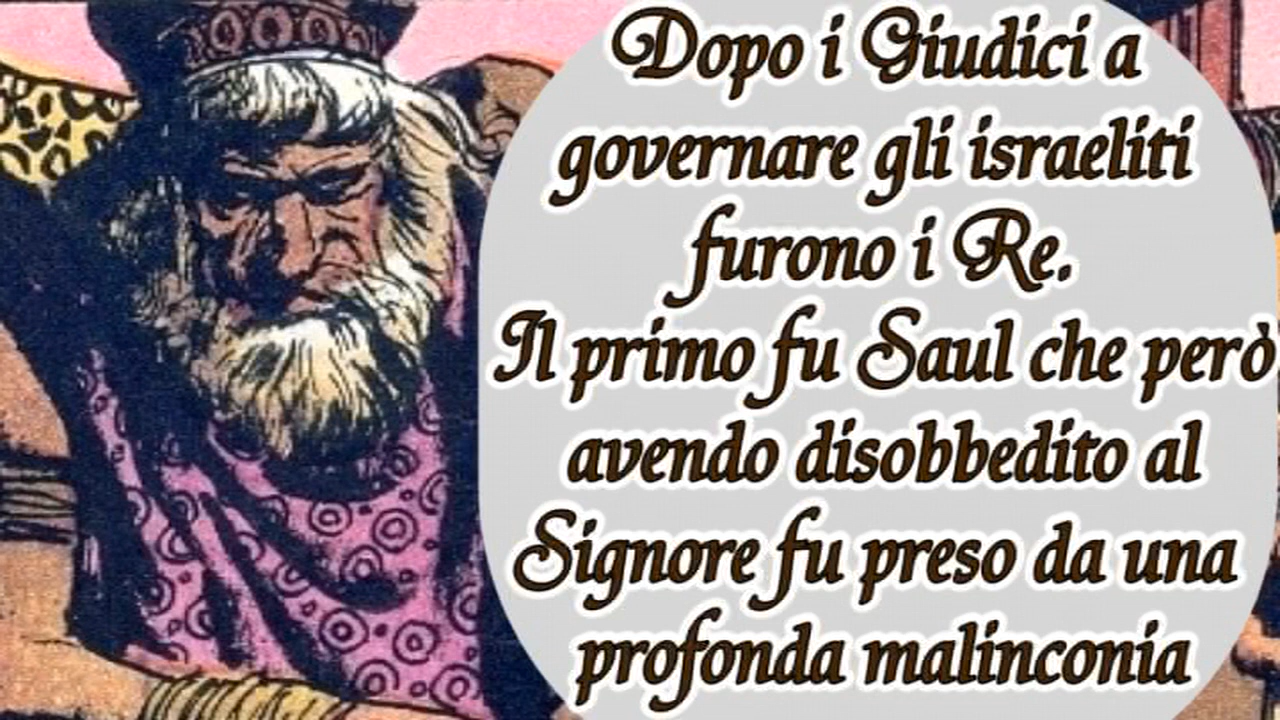 Dopo i Giudici a
governare gli israeliti
furono i Re.
Il primo fu Saul che però
avendo disobbedito al
Signore fu preso da una
profonda malinconia